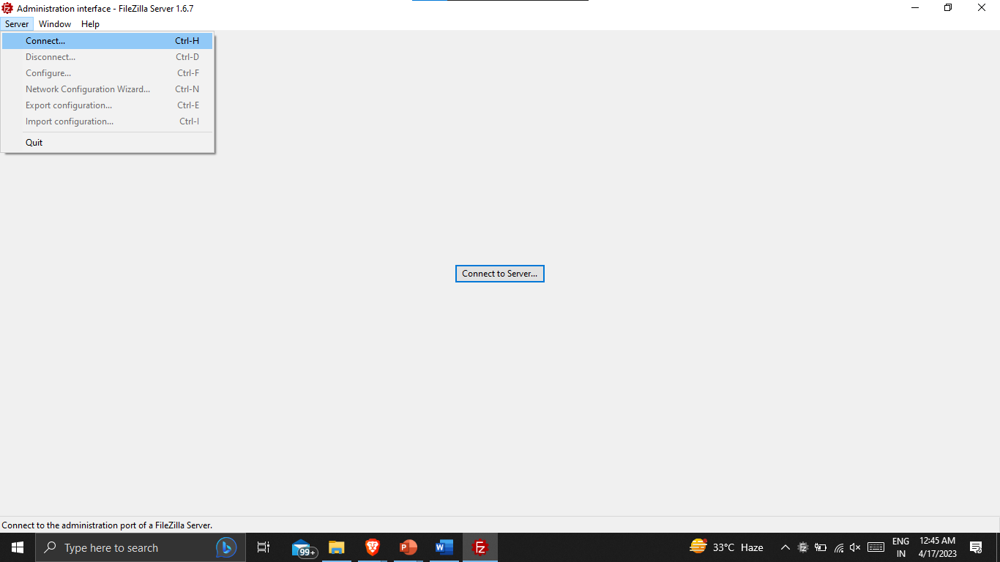 Administration interface - FileZilla Server 1.6.7
Server Window Help
Connect... Ctrl-H
Disconnect... Ctrl-D
Configure... Ctrl-F
Network Configuration Wizard... Ctrl-N
Export configuration... Ctrl-E
Import configuration... Ctrl-I
Quit
Connect to Server...
Connect to the administration port of a FileZilla Server.
Type here to search
99+
33°C Haze
ENG
IN
12:45 AM
4/17/2023